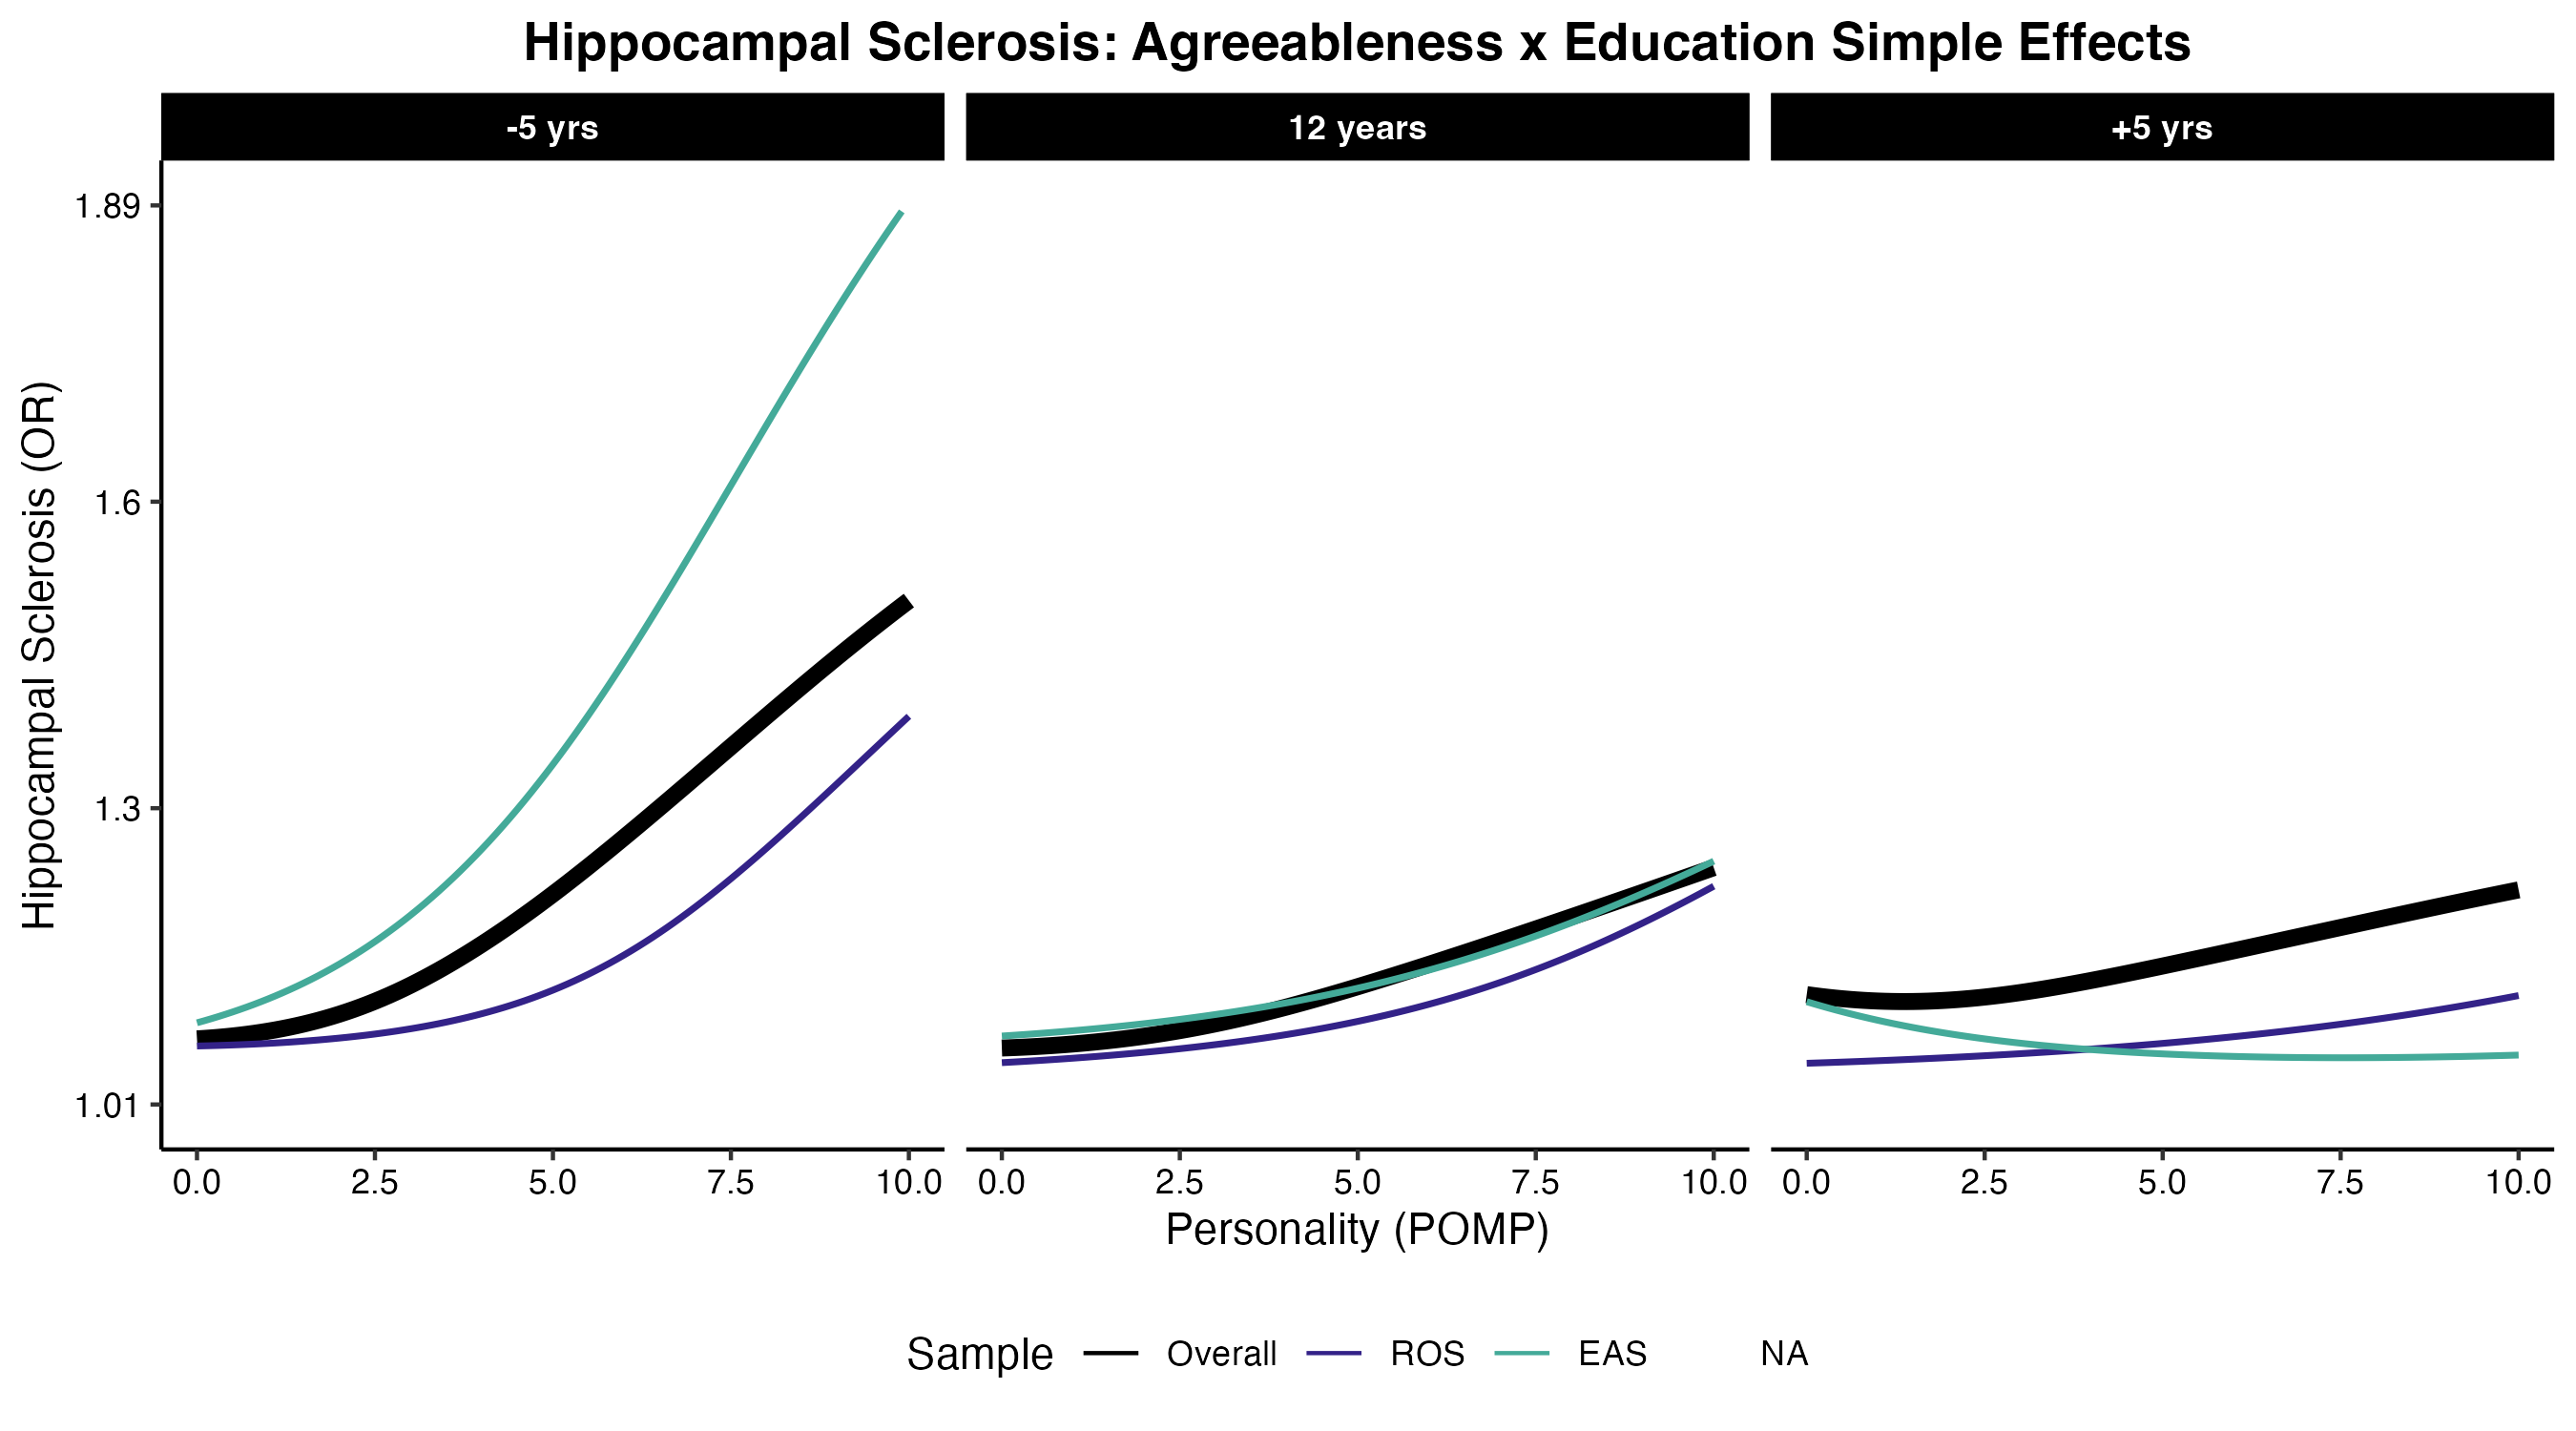 Hippocampal Sclerosis: Agreeableness x Education Simple Effects
-5 yrs
12 years
+5 yrs
Hippocampal Sclerosis (OR)
1.89
1.6
1.3
1.01
0.0 2.5 5.0 7.5 10.0
0.0 2.5 5.0 7.5 10.0
0.0 2.5 5.0 7.5 10.0
Personality (POMP)
Sample Overall ROS EAS NA